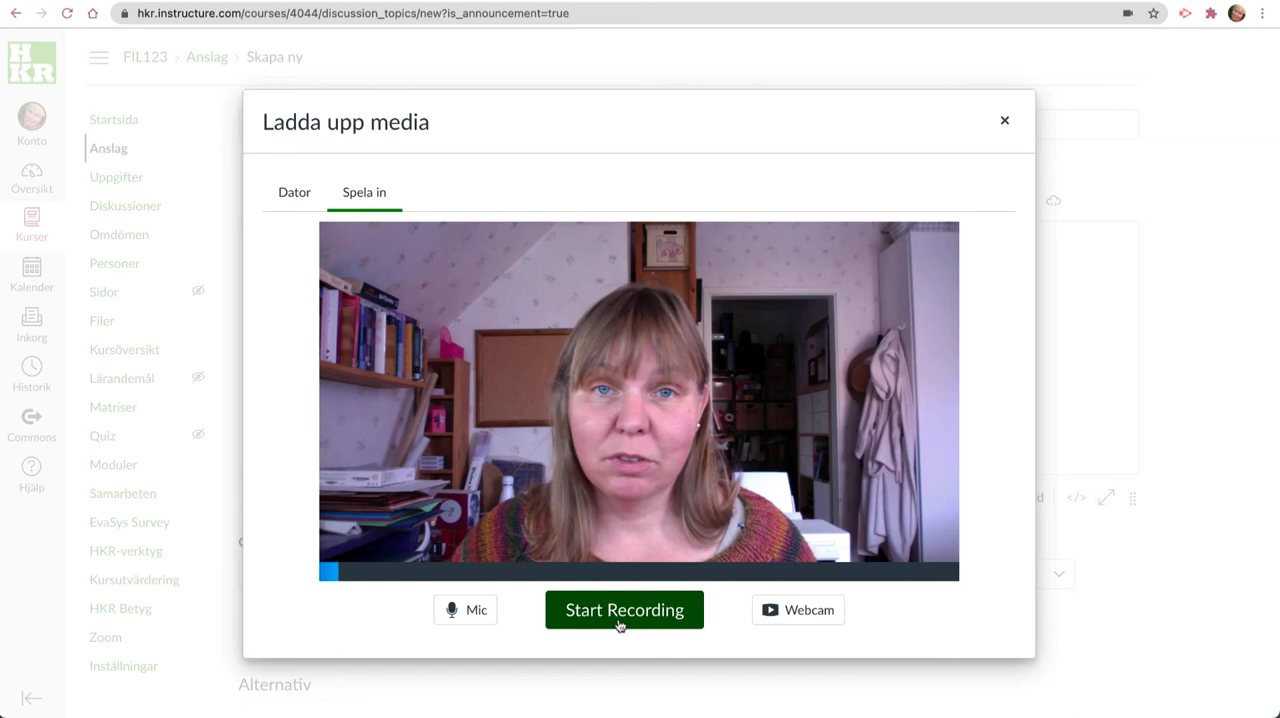 hkr.instructure.com/courses/4044/discussion_topics/new?is_announcement=true
H
KR
FIL123 > Anslag > Skapa ny
Konto
Översikt
Kurser
Kalender
Inkorg
Historik
Commons
Hjälp
Startsida
Anslag
Uppgifter
Diskussioner
Omdömen
Personer
Sidor
Filer
Kursöversikt
Lärandemål
Matriser
Quiz
Moduler
Samarbeten
EvaSys Survey
HKR-verktyg
Kursutvärdering
HKR Betyg
Zoom
Inställningar
Ladda upp media
Dator
Spela in
Mic
Start Recording
Webcam
</>
Alternativ